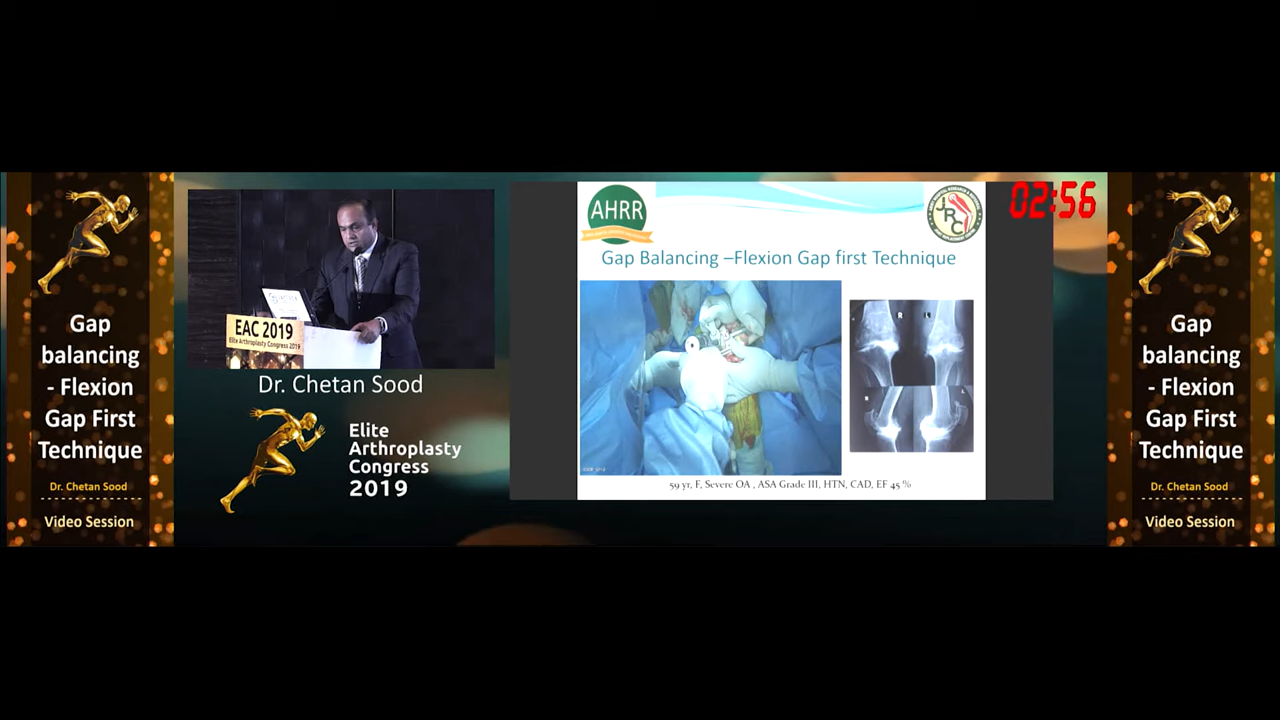 Gap
balancing
- Flexion
Gap First
Technique
Dr. Chetan Sood
Video Session
EAC 2019
Elite Arthroplasty Congress 2019
Dr. Chetan Sood
Elite
Arthroplasty
Congress
2019
AHRR
JRC
Gap Balancing –Flexion Gap first Technique
R
59 yr, F, Severe OA , ASA Grade III, HTN, CAD, EF 45 %
02:56
Gap
balancing
- Flexion
Gap First
Technique
Dr. Chetan Sood
Video Session